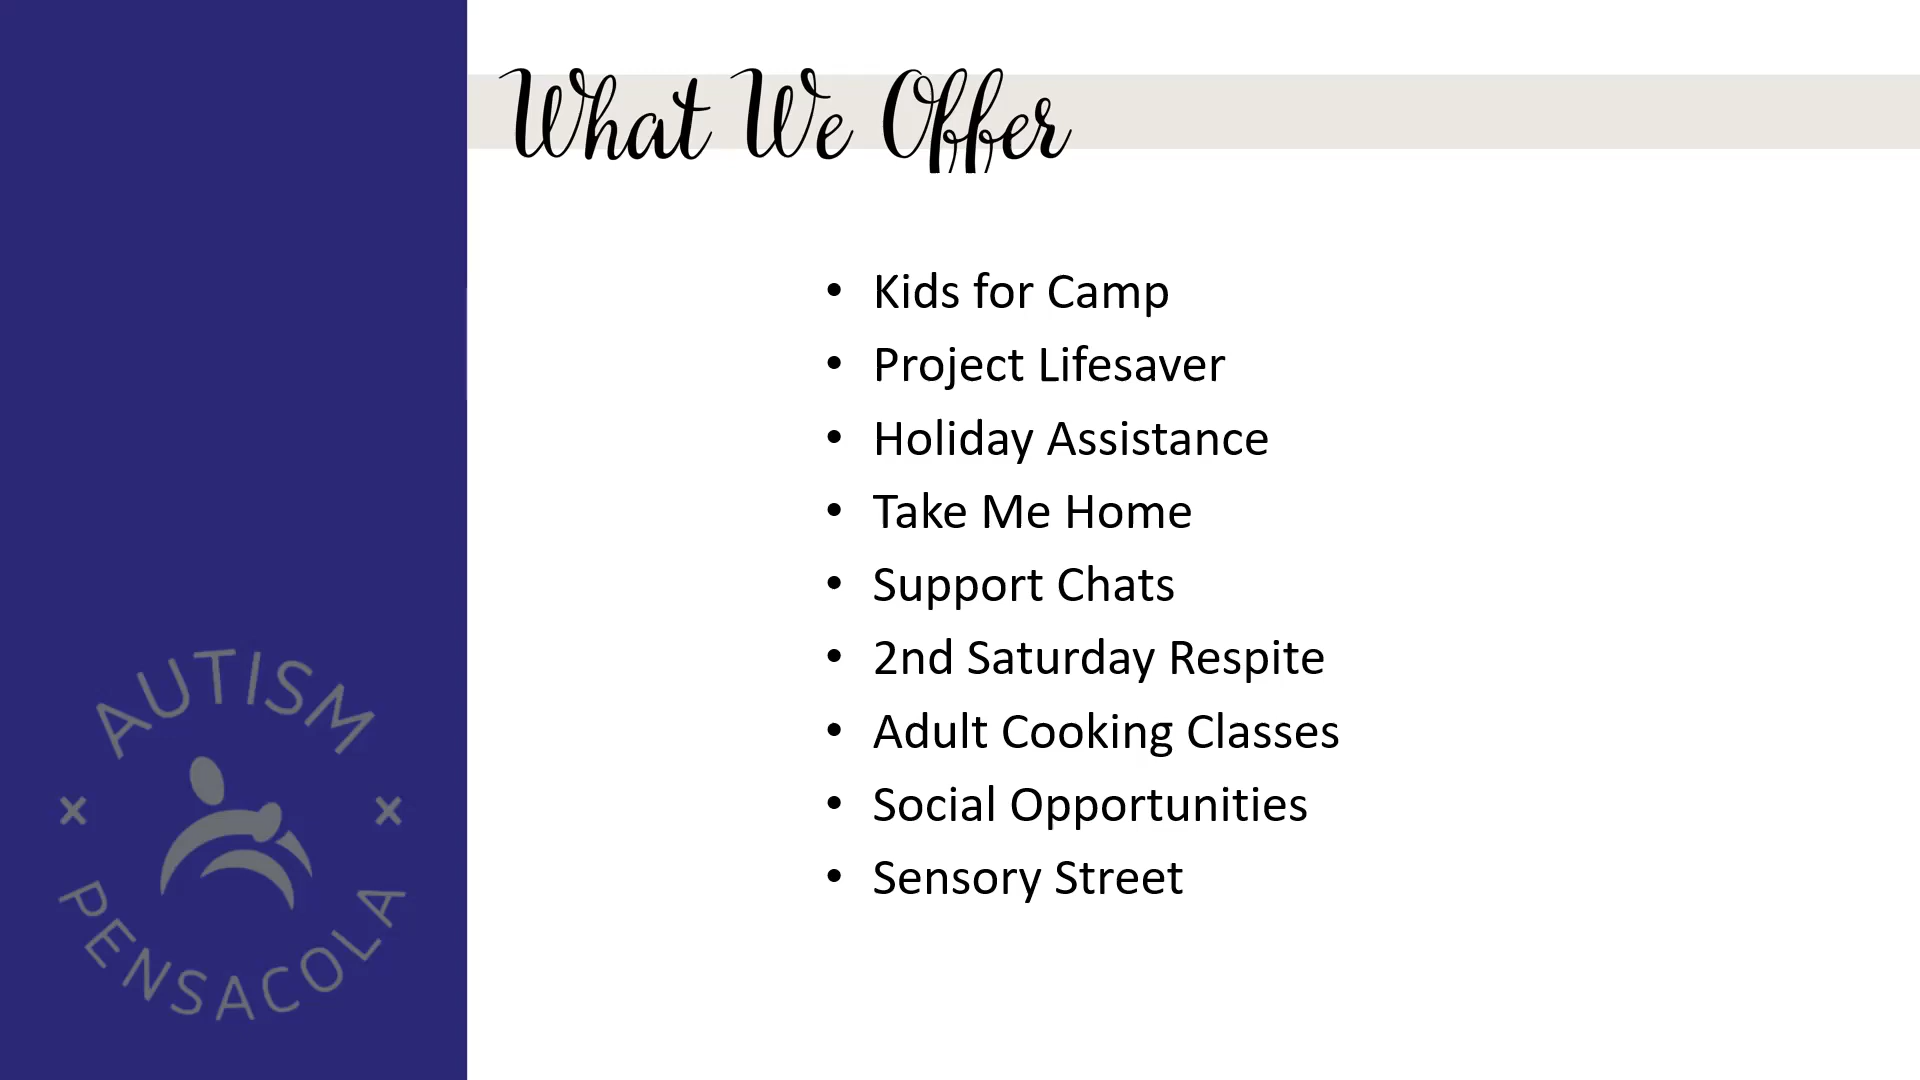 What We Offer
• Kids for Camp
• Project Lifesaver
• Holiday Assistance
• Take Me Home
• Support Chats
• 2nd Saturday Respite
• Adult Cooking Classes
• Social Opportunities
• Sensory Street
AUTISM
PENSACOLA